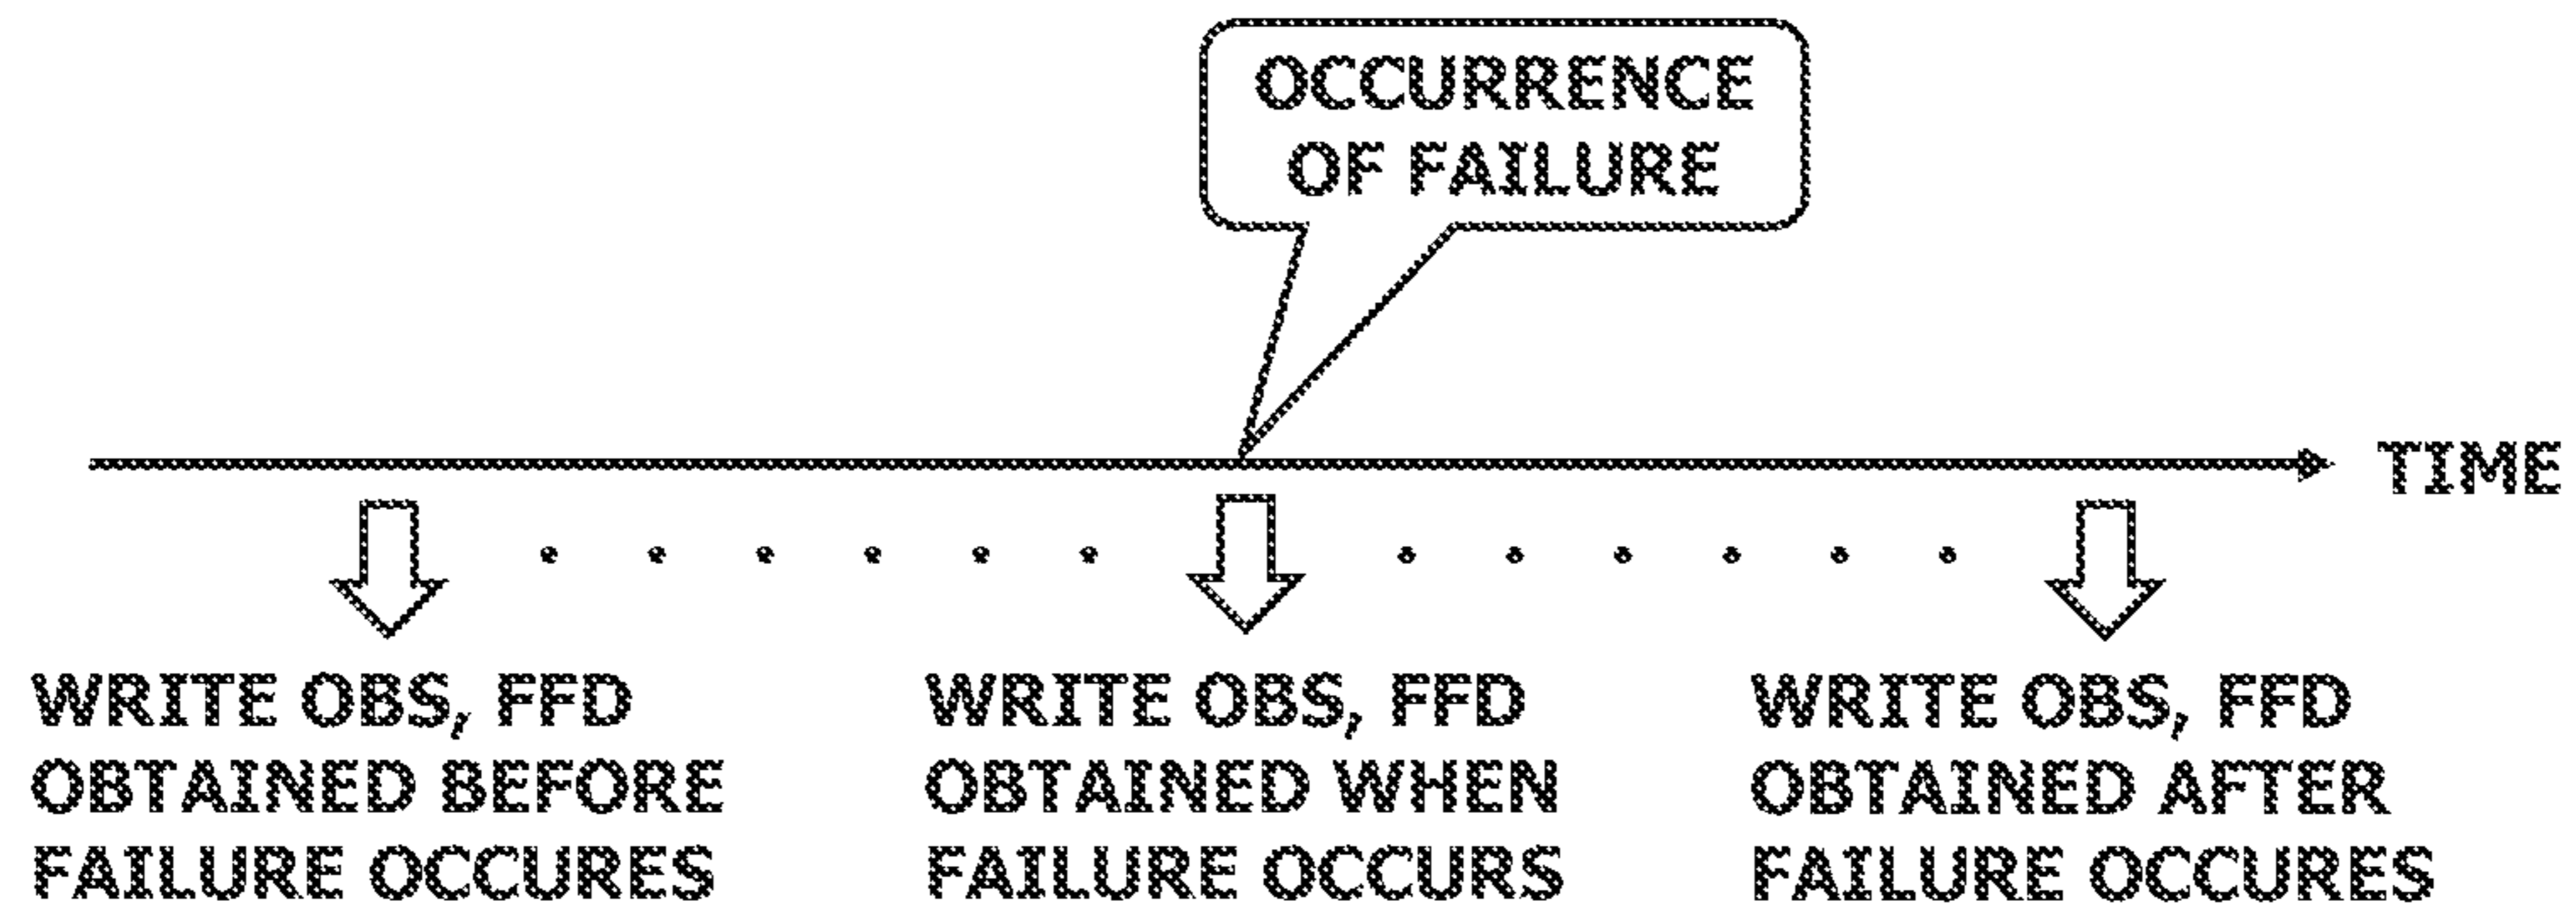 OCCURRENCE
OF FAILURE
TIME
WRITE OBS, FFD
OBTAINED BEFORE
FAILURE OCCURES
WRITE OBS, FFD
OBTAINED WHEN
FAILURE OCCURS
WRITE OBS, FFD
OBTAINED AFTER
FAILURE OCCURES